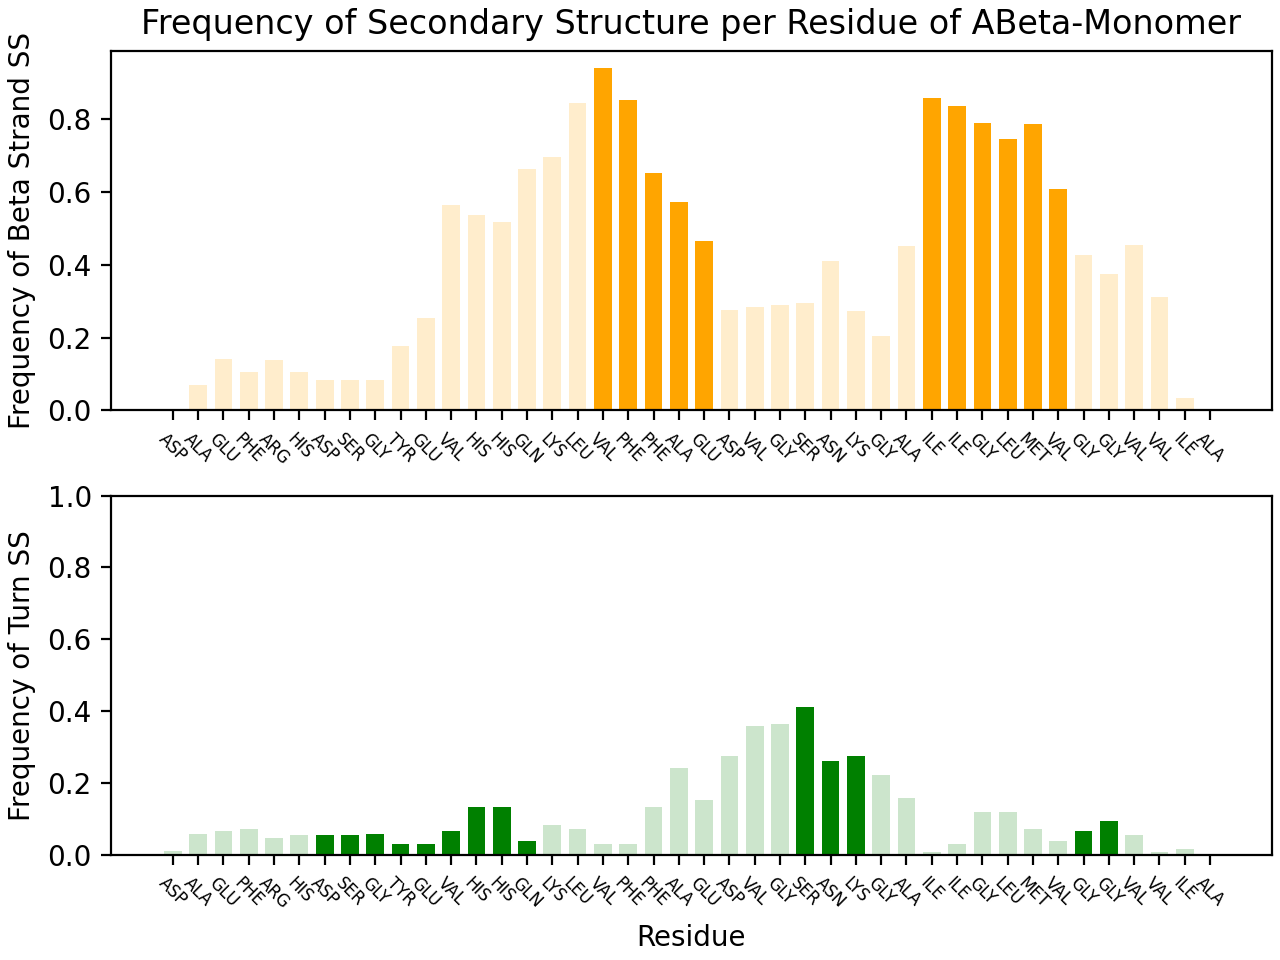 Frequency of Secondary Structure per Residue of ABeta-Monomer
Frequency of Beta Strand SS
0.8
0.6
0.4
0.2
0.0
ASP ALA GLU PHE ARG HIS ASP SER GLY TYR GLU VAL HIS HIS GLN LYS LEU VAL PHE PHE ALA GLU ASP VAL GLY SER ASN LYS GLY ALA ILE ILE GLY LEU MET VAL GLY GLY VAL VAL ILE ALA
Frequency of Turn SS
1.0
0.8
0.6
0.4
0.2
0.0
ASP ALA GLU PHE ARG HIS ASP SER GLY TYR GLU VAL HIS HIS GLN LYS LEU VAL PHE PHE ALA GLU ASP VAL GLY SER ASN LYS GLY ALA ILE ILE GLY LEU MET VAL GLY GLY VAL VAL ILE ALA
Residue